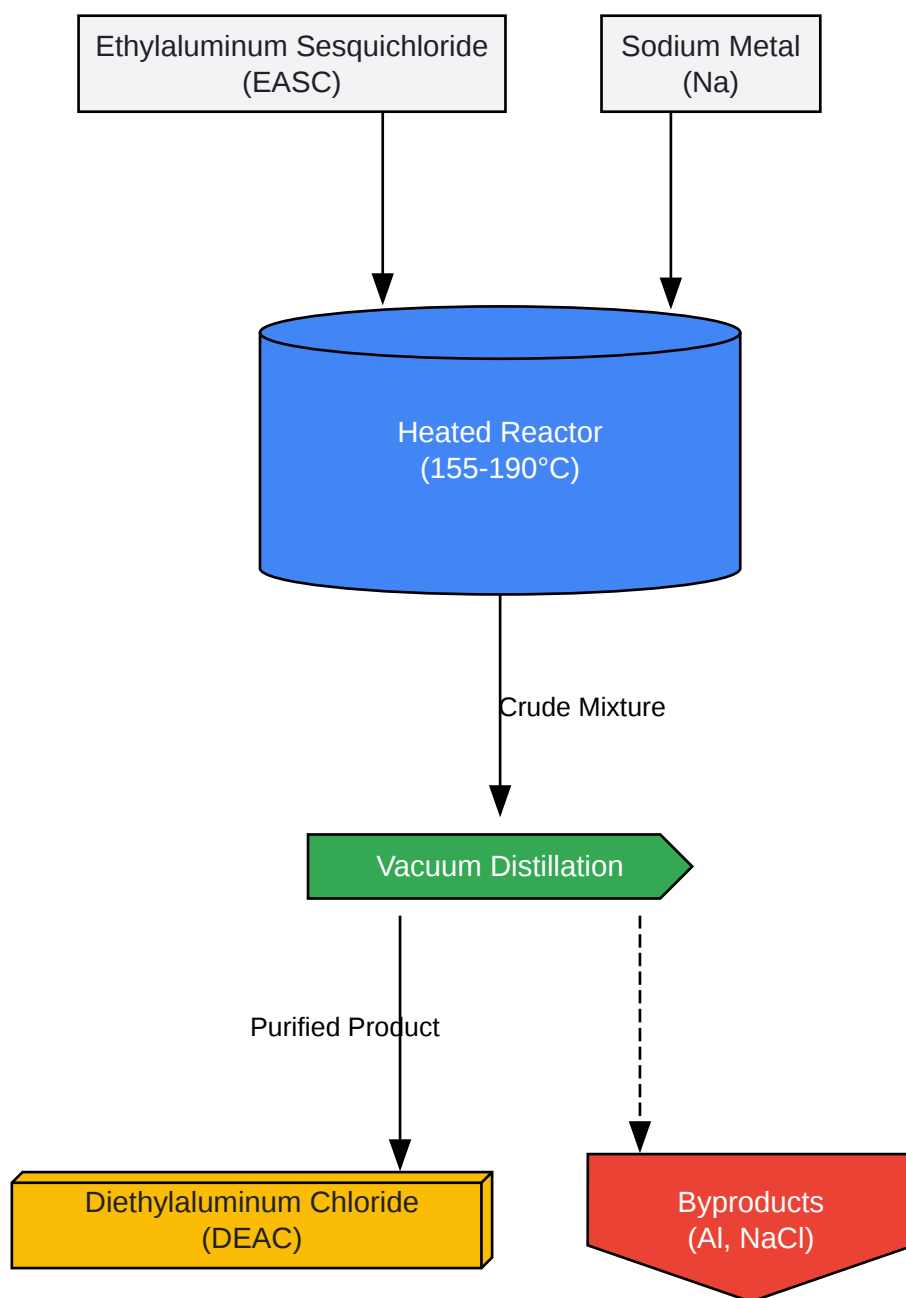 Ethylaluminum Sesquichloride
(EASC)
Sodium Metal
(Na)
Heated Reactor
(155-190°C)
Crude Mixture
Vacuum Distillation
Purified Product
Diethylaluminum Chloride
(DEAC)
Byproducts
(Al, NaCl)